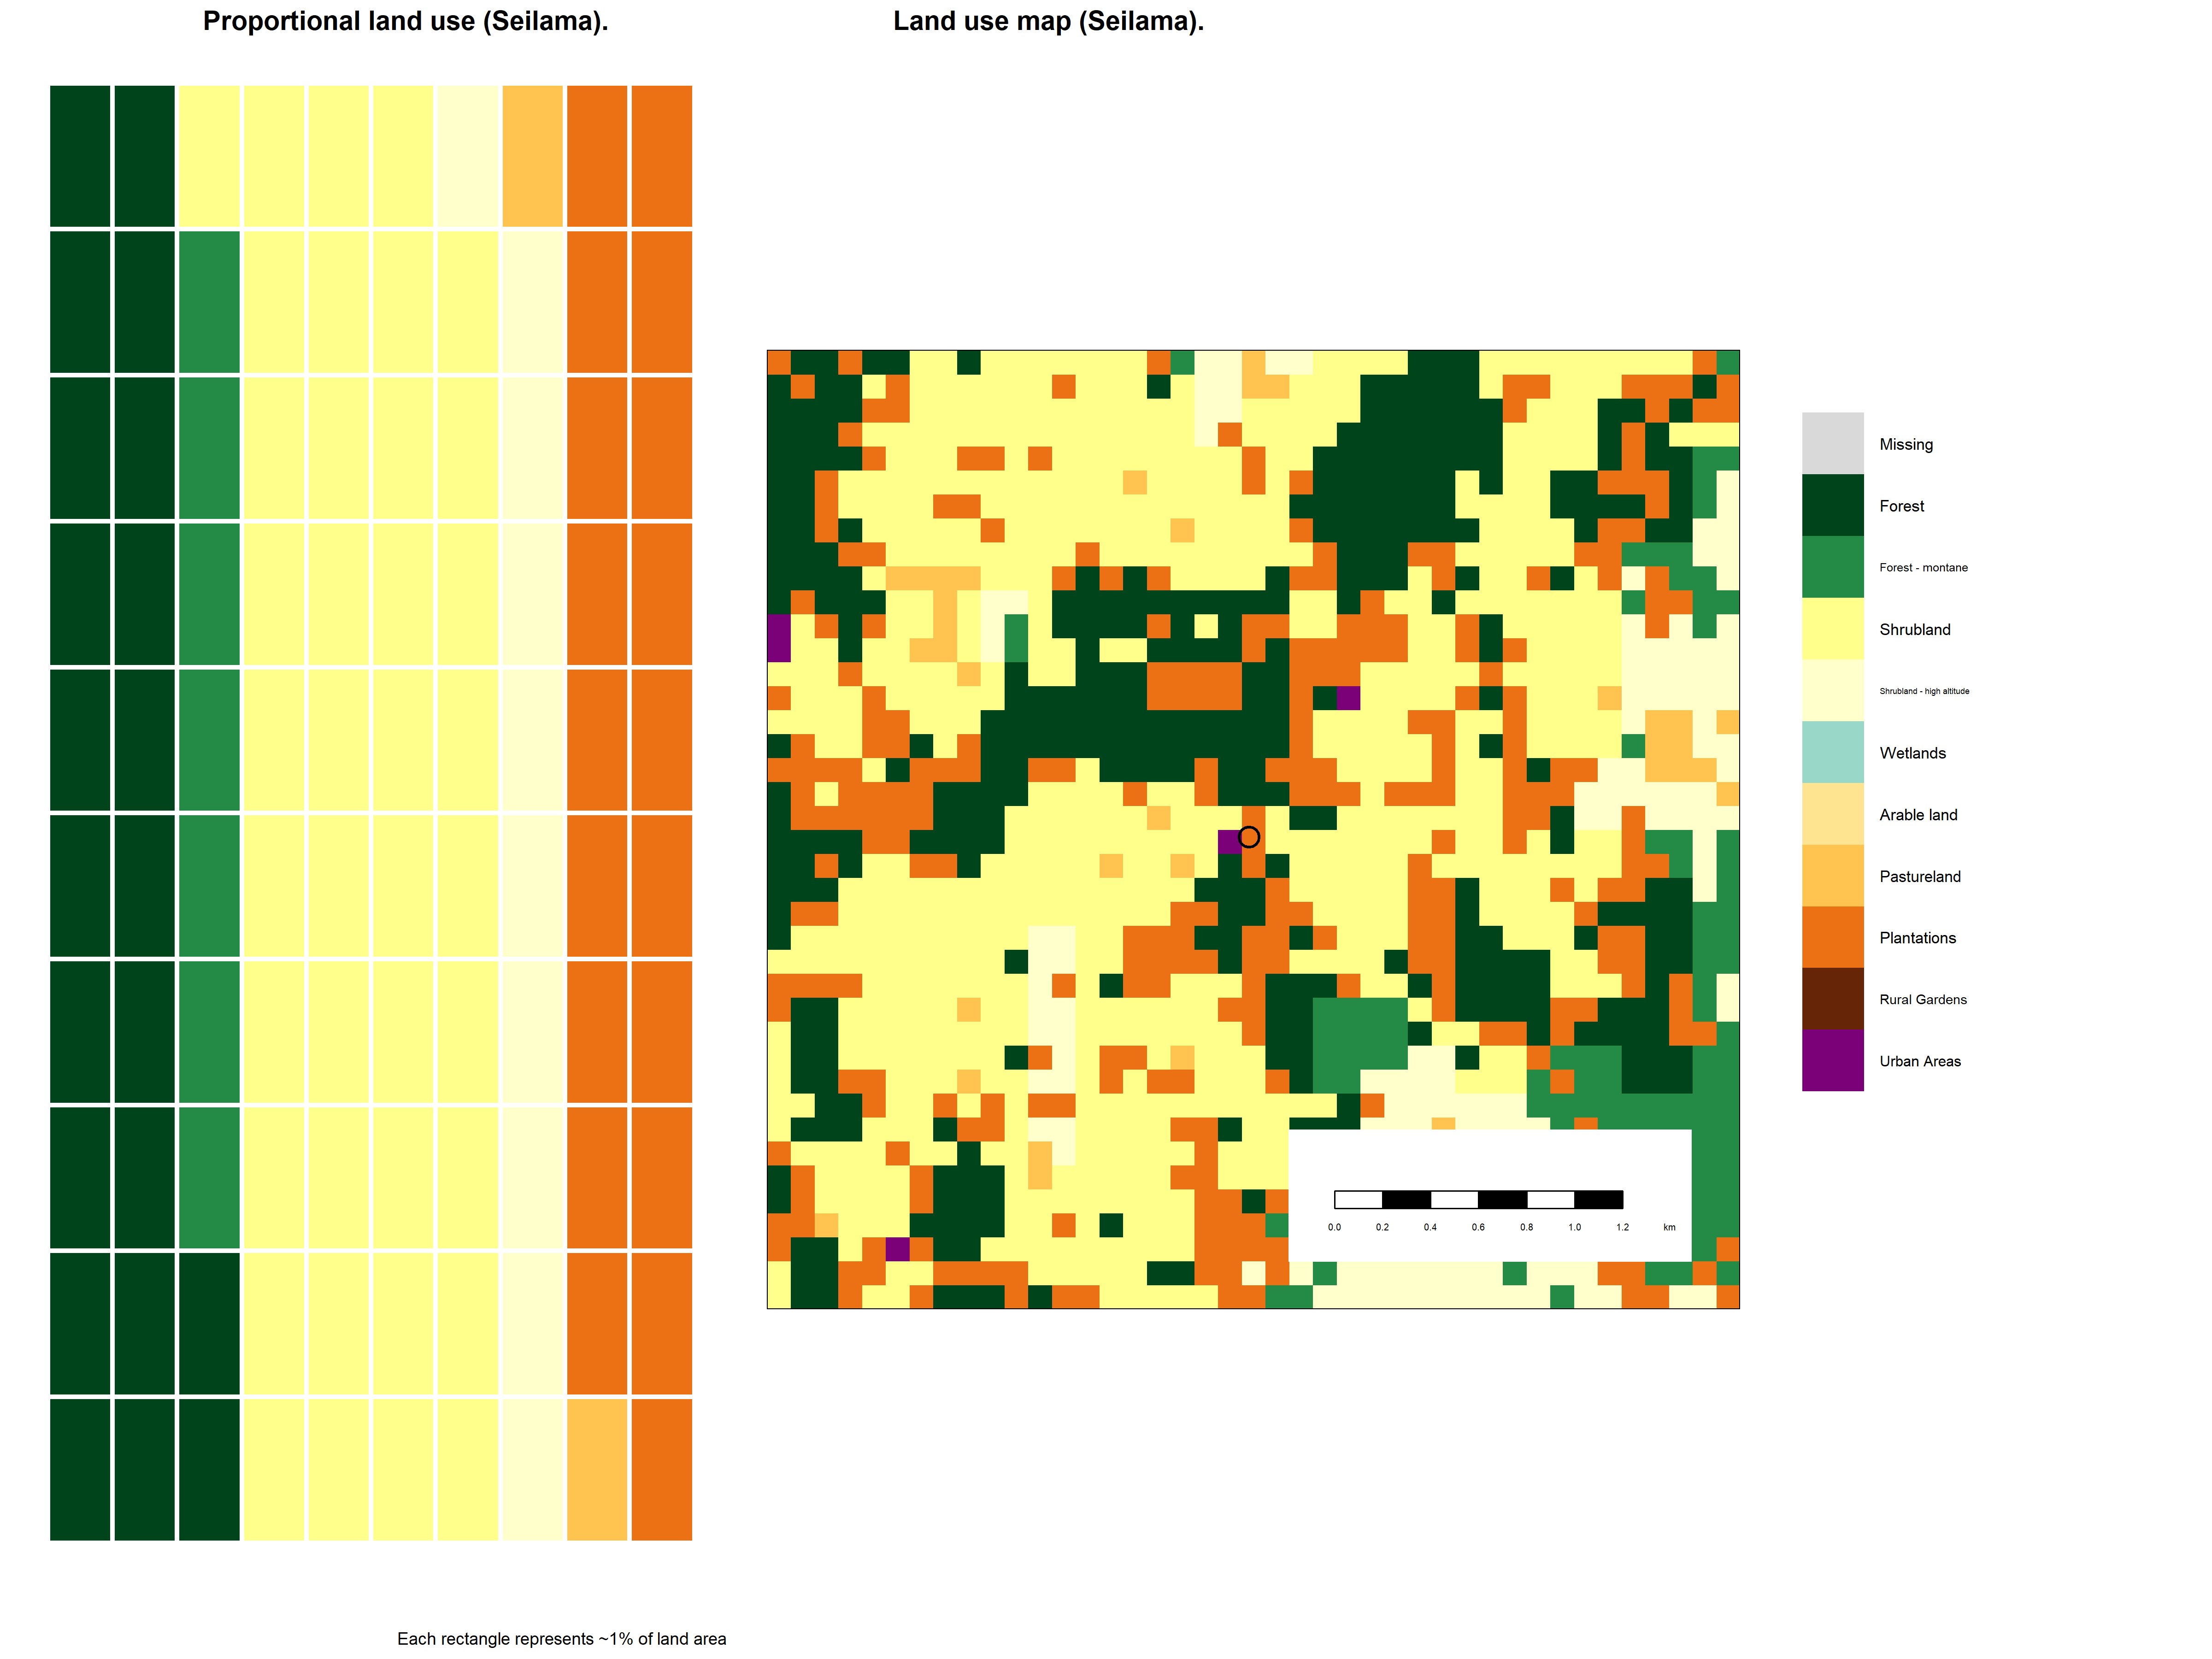 Proportional land use (Seilama).
Land use map (Seilama).
Missing
Forest
Forest - montane
Shrubland
Shrubland - high altitude
Wetlands
Arable land
Pastureland
Plantations
Rural Gardens
Urban Areas
0.0 0.2 0.4 0.6 0.8 1.0 1.2 km
Each rectangle represents ~1% of land area